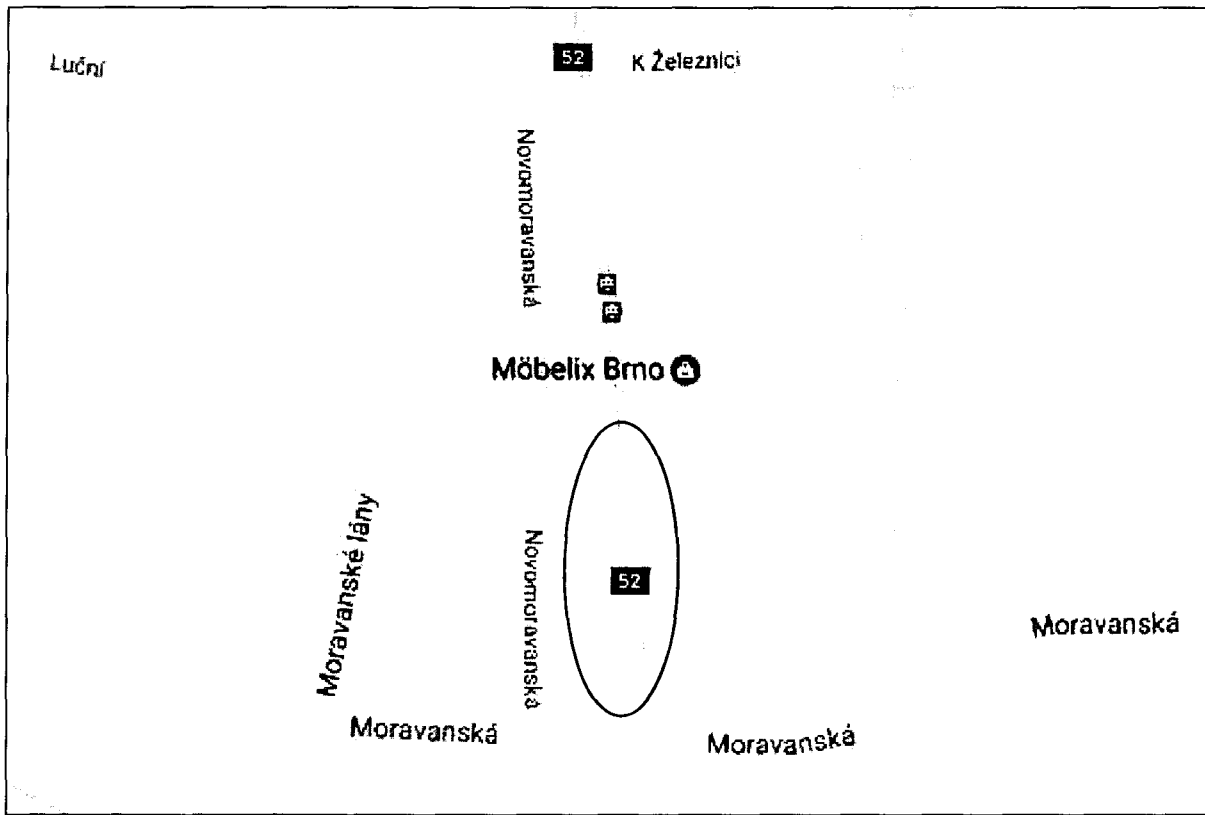 Luční
52
K Železnici
Novomoravanská
Möbelix Brno
Moravanské lány
Novomoravanská
52
Moravanská
Moravanská
Moravanská